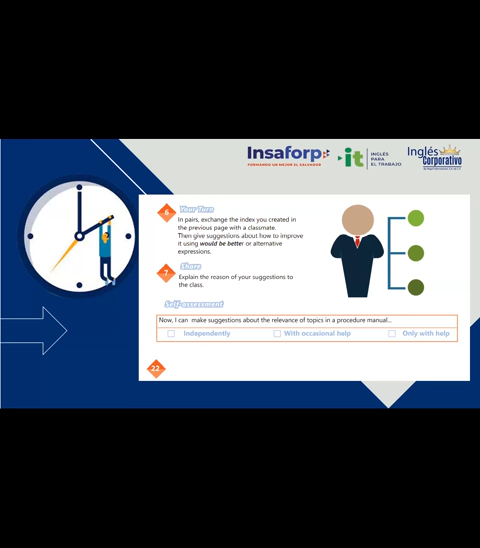 Insaforp
FORMANDO UN MEJOR EL SALVADOR
it
INGLÉS
PARA
EL TRABAJO
Inglés
Corporativo
6
Your Turn
In pairs, exchange the index you created in
the previous page with a classmate.
Then give suggestions about how to improve
it using would be better or alternative
expressions.
7
Share
Explain the reason of your suggestions to
the class.
Self-assessment
Now, I can make suggestions about the relevance of topics in a procedure manual...
Independently
With occasional help
Only with help
22